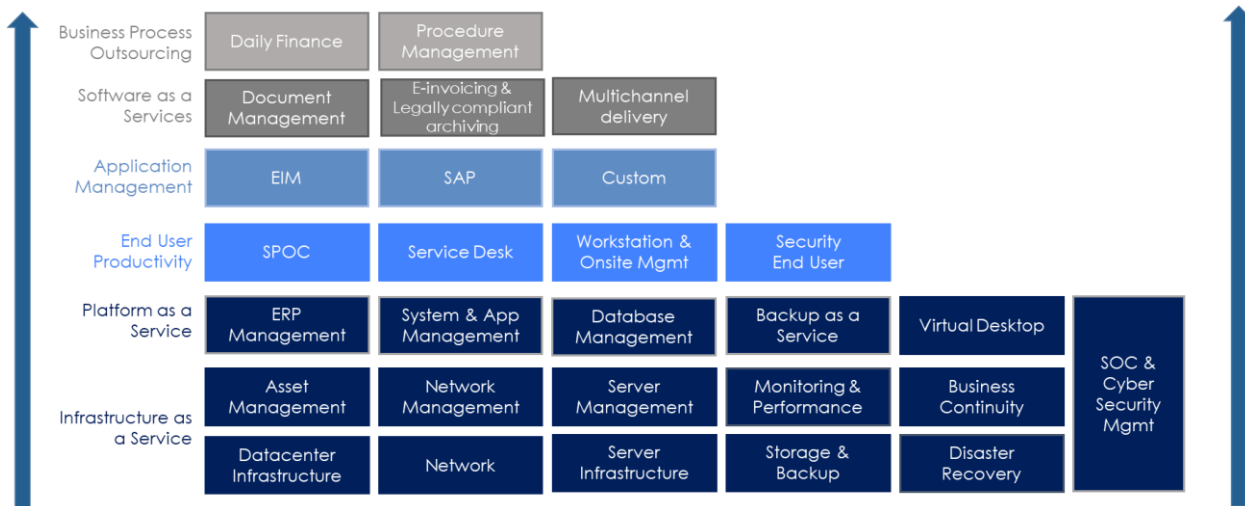 Business Process
Outsourcing
Daily Finance
Procedure
Management
Software as a
Services
Document
Management
E-invoicing &
Legally compliant
archiving
Multichannel
delivery
Application
Management
EIM
SAP
Custom
End User
Productivity
SPOC
Service Desk
Workstation &
Onsite Mgmt
Security
End User
Platform as a
Service
ERP
Management
System & App
Management
Database
Management
Backup as a
Service
Virtual Desktop
SOC &
Cyber
Security
Mgmt
Infrastructure as
a Service
Asset
Management
Network
Management
Server
Management
Monitoring &
Performance
Business
Continuity
Datacenter
Infrastructure
Network
Server
Infrastructure
Storage &
Backup
Disaster
Recovery